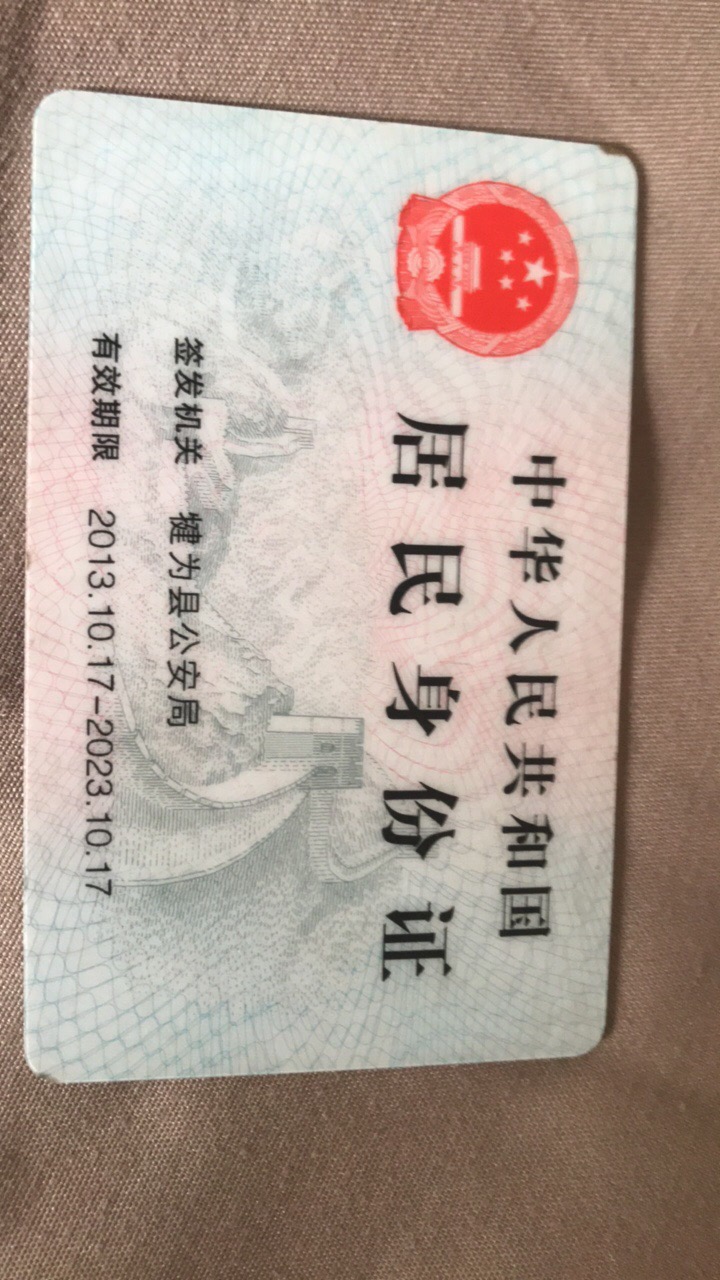 中华人民共和国
居民身份证
签发机关 犍为县公安局
有效期限 2013.10.17-2023.10.17